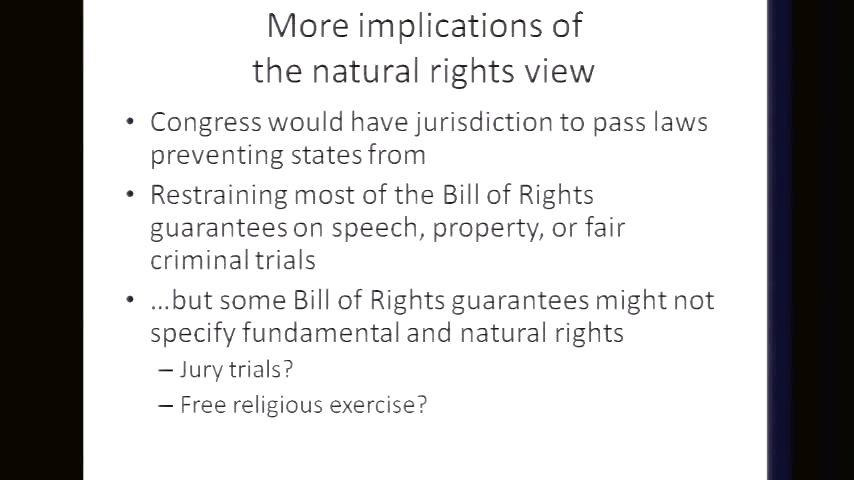 More implications of
the natural rights view
• Congress would have jurisdiction to pass laws
preventing states from
• Restraining most of the Bill of Rights
guarantees on speech, property, or fair
criminal trials
• ...but some Bill of Rights guarantees might not
specify fundamental and natural rights
– Jury trials?
– Free religious exercise?